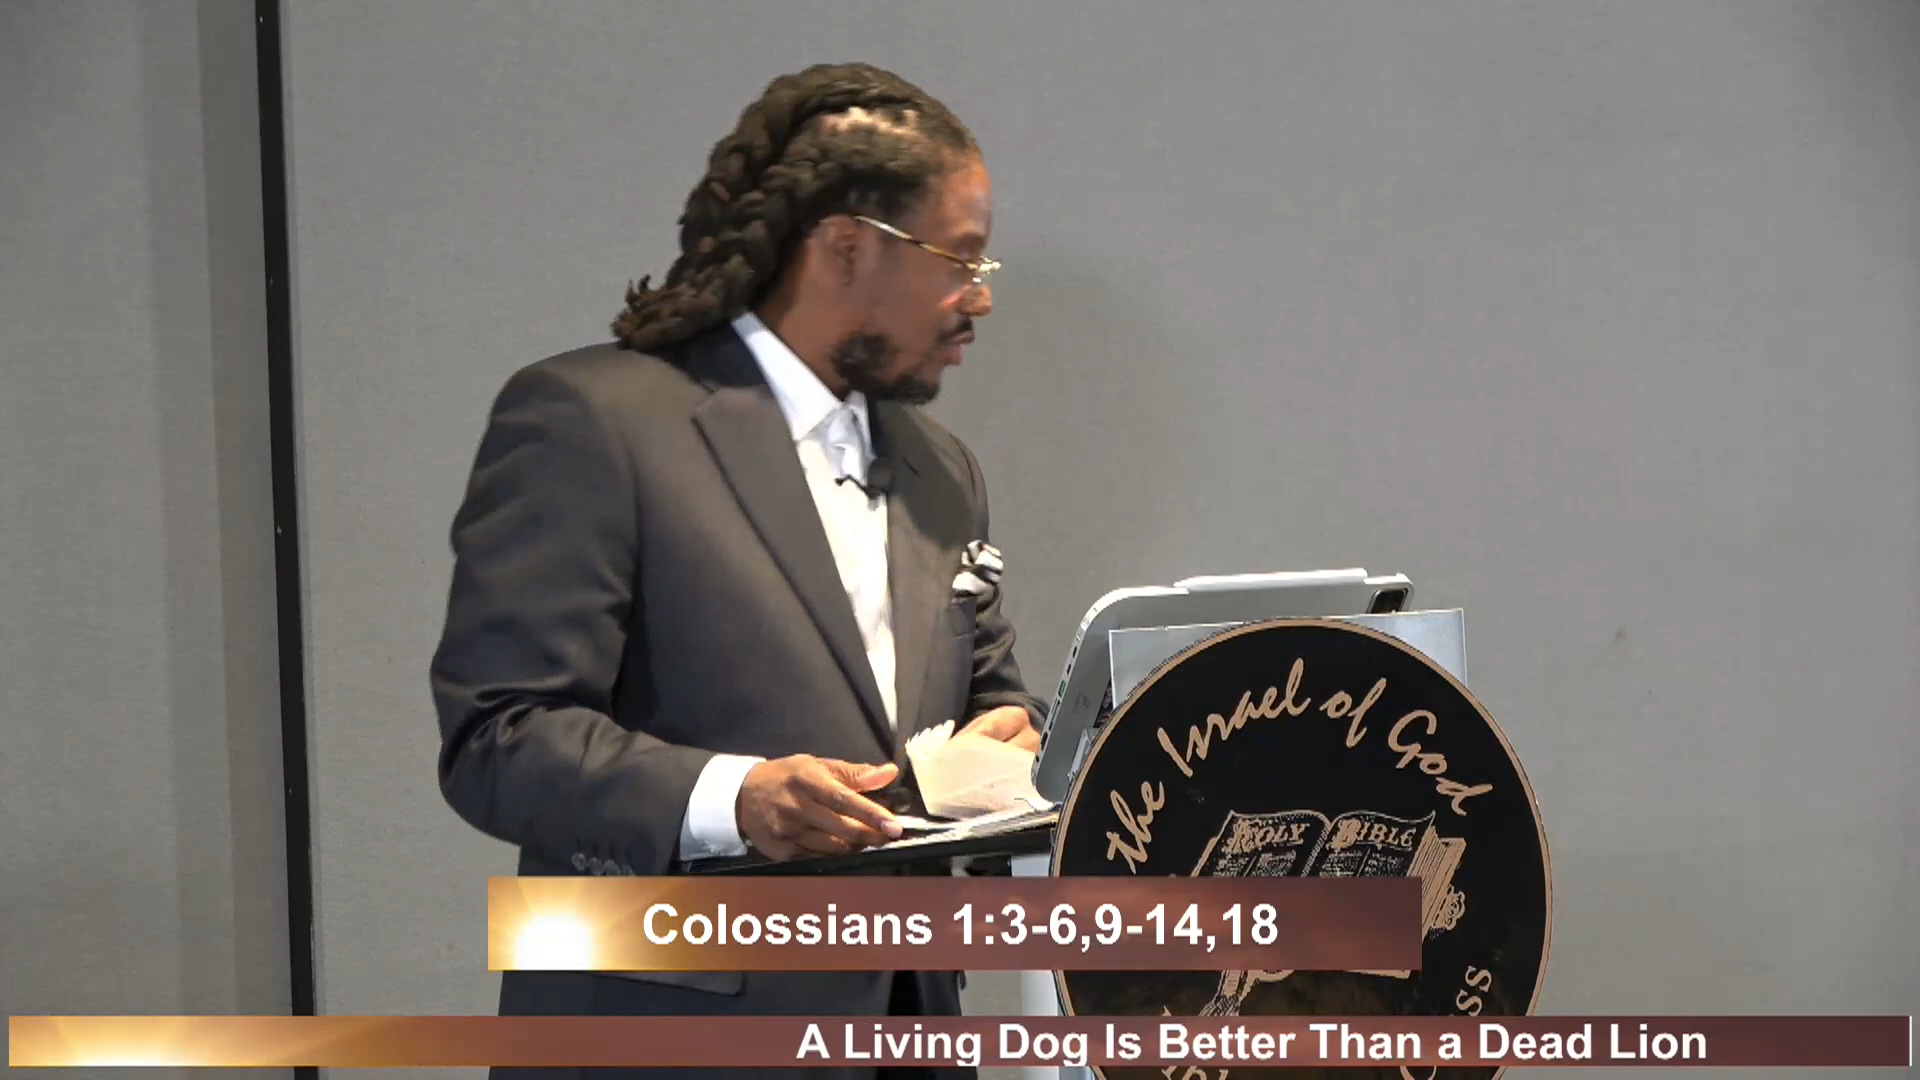 the Israel of God
HOLY BIBLE
Colossians 1:3-6,9-14,18
A Living Dog Is Better Than a Dead Lion